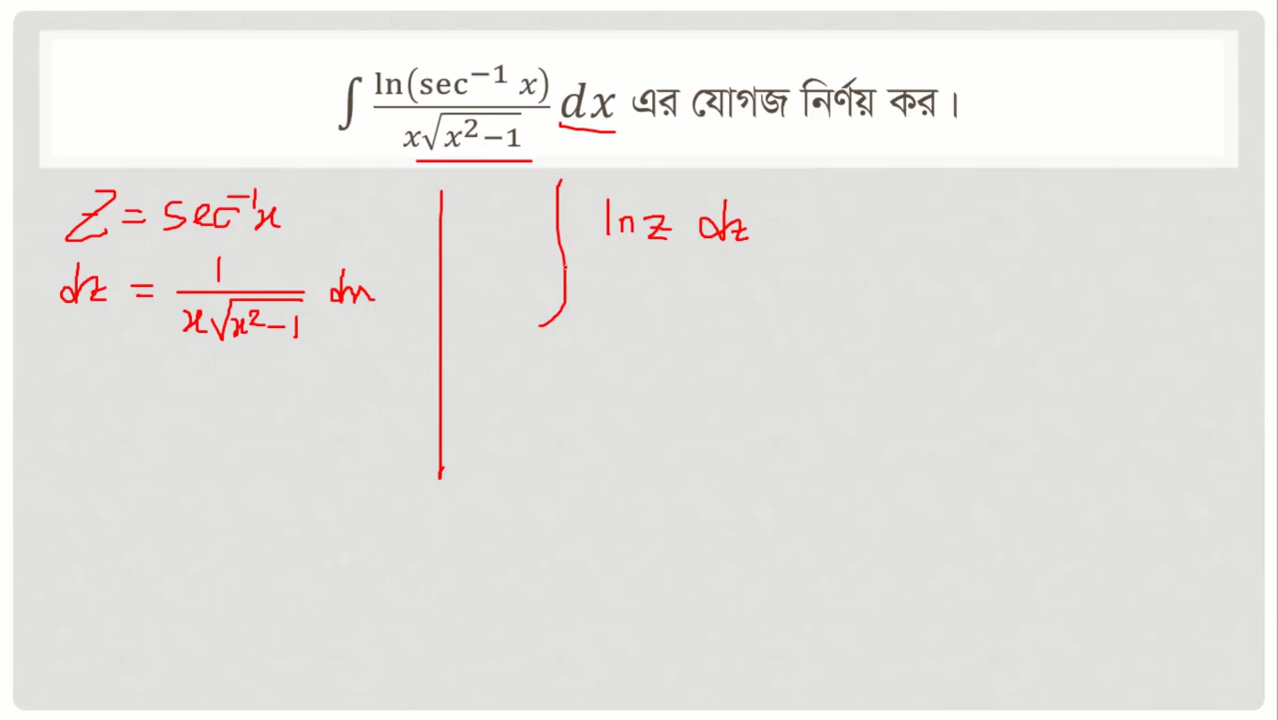 ∫ ln(sec⁻¹ x) / x√(x²−1) dx এর যোগজ নির্ণয় কর।
Z = sec⁻¹x
dz = 1 / x√(x²−1) dx
∫ ln z dz